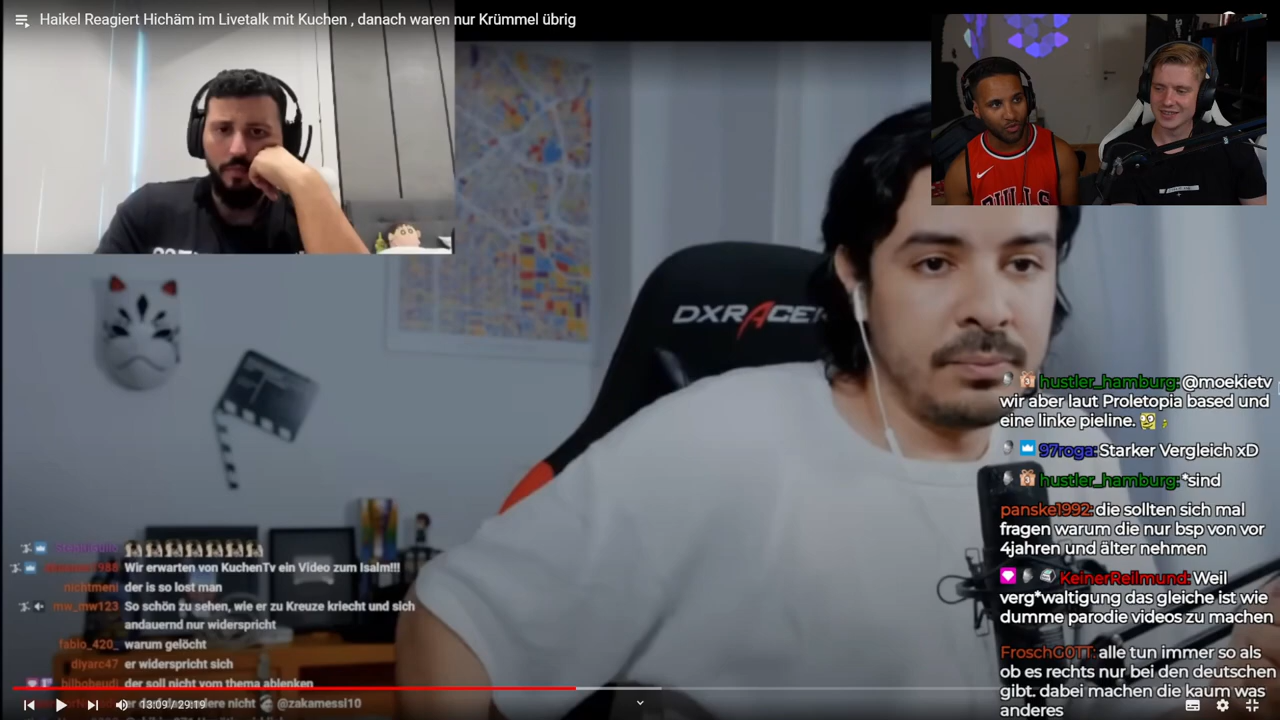 Haikel Reagiert Hichäm im Livetalk mit Kuchen , danach waren nur Krümmel übrig
DXRACER
BULLS
hustler_hamburg: @moekietv
wir aber laut Proletopia based und
eine linke pieline.
97roga: Starker Vergleich xD
hustler_hamburg: *sind
panske1992: die sollten sich mal
fragen warum die nur bsp von vor
4jahren und älter nehmen
KeinerReilmund: Weil
verg*waltigung das gleiche ist wie
dumme parodie videos zu machen
FroschG0TT: alle tun immer so als
ob es rechts nur bei den deutschen
gibt. dabei machen die kaum was
anderes
Wir erwarten von KuchenTv ein Video zum Isalm!!!
nichtmeni der is so lost man
mw_mw123 So schön zu sehen, wie er zu Kreuze kriecht und sich
andauernd nur widerspricht
fabio_420_ warum gelöcht
diyarc47 er widerspricht sich
bilboheudi der soll nicht vom thema ablenken
nicht @zakamessi10
13:09 / 29:19